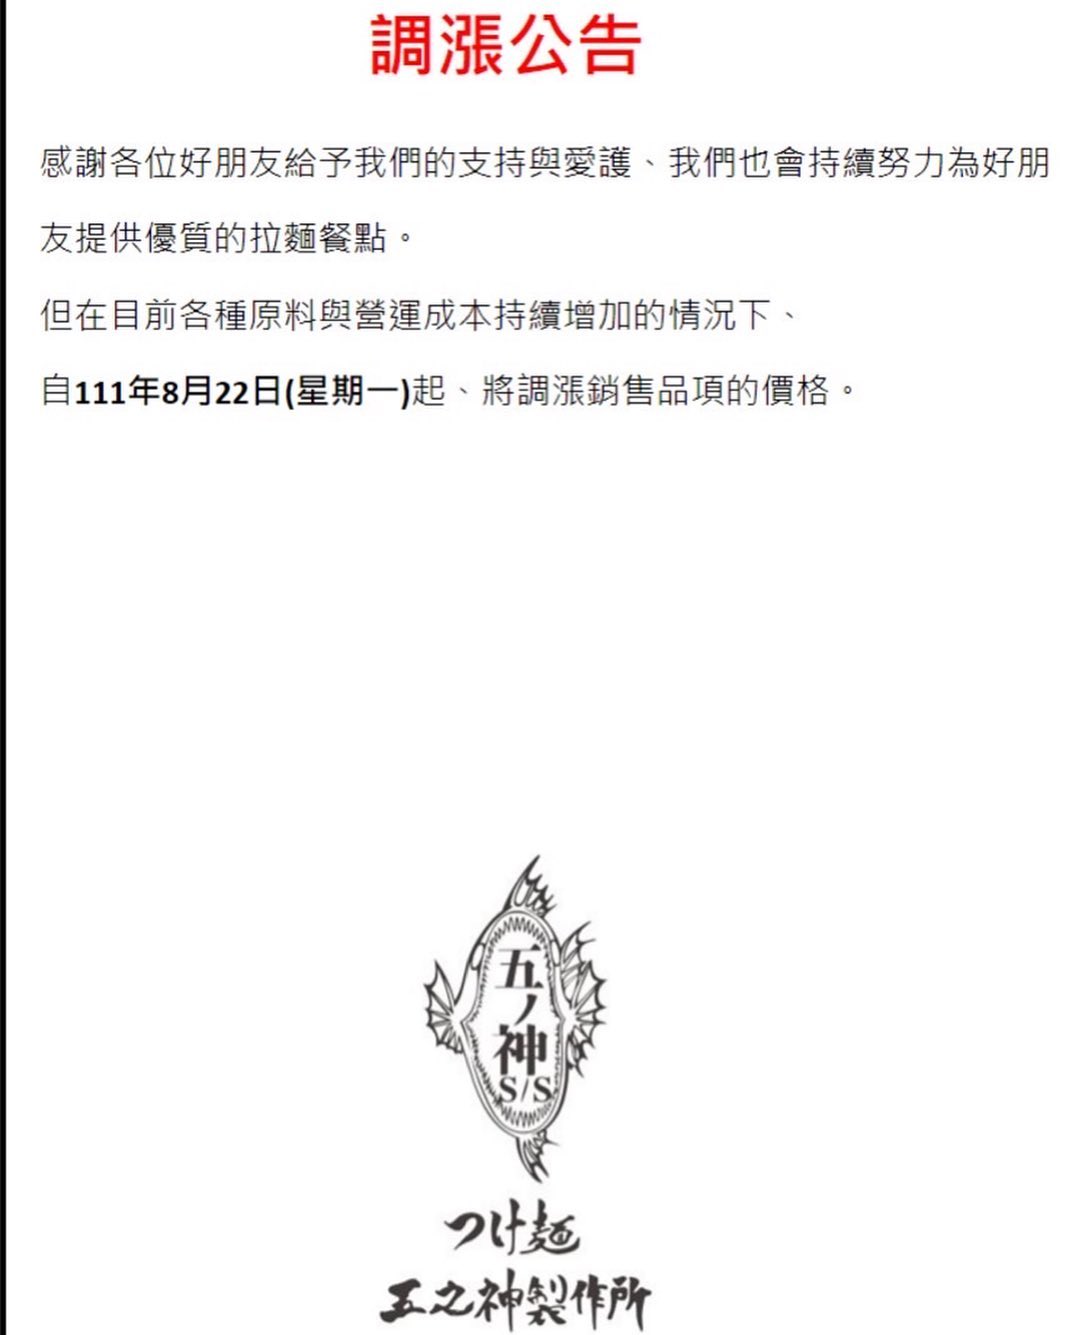 調漲公告
感謝各位好朋友給予我們的支持與愛護、我們也會持續努力為好朋
友提供優質的拉麵餐點。
但在目前各種原料與營運成本持續增加的情況下、
自111年8月22日(星期一)起、將調漲銷售品項的價格。
五ノ神
S/S
つけ麺
五之神製作所